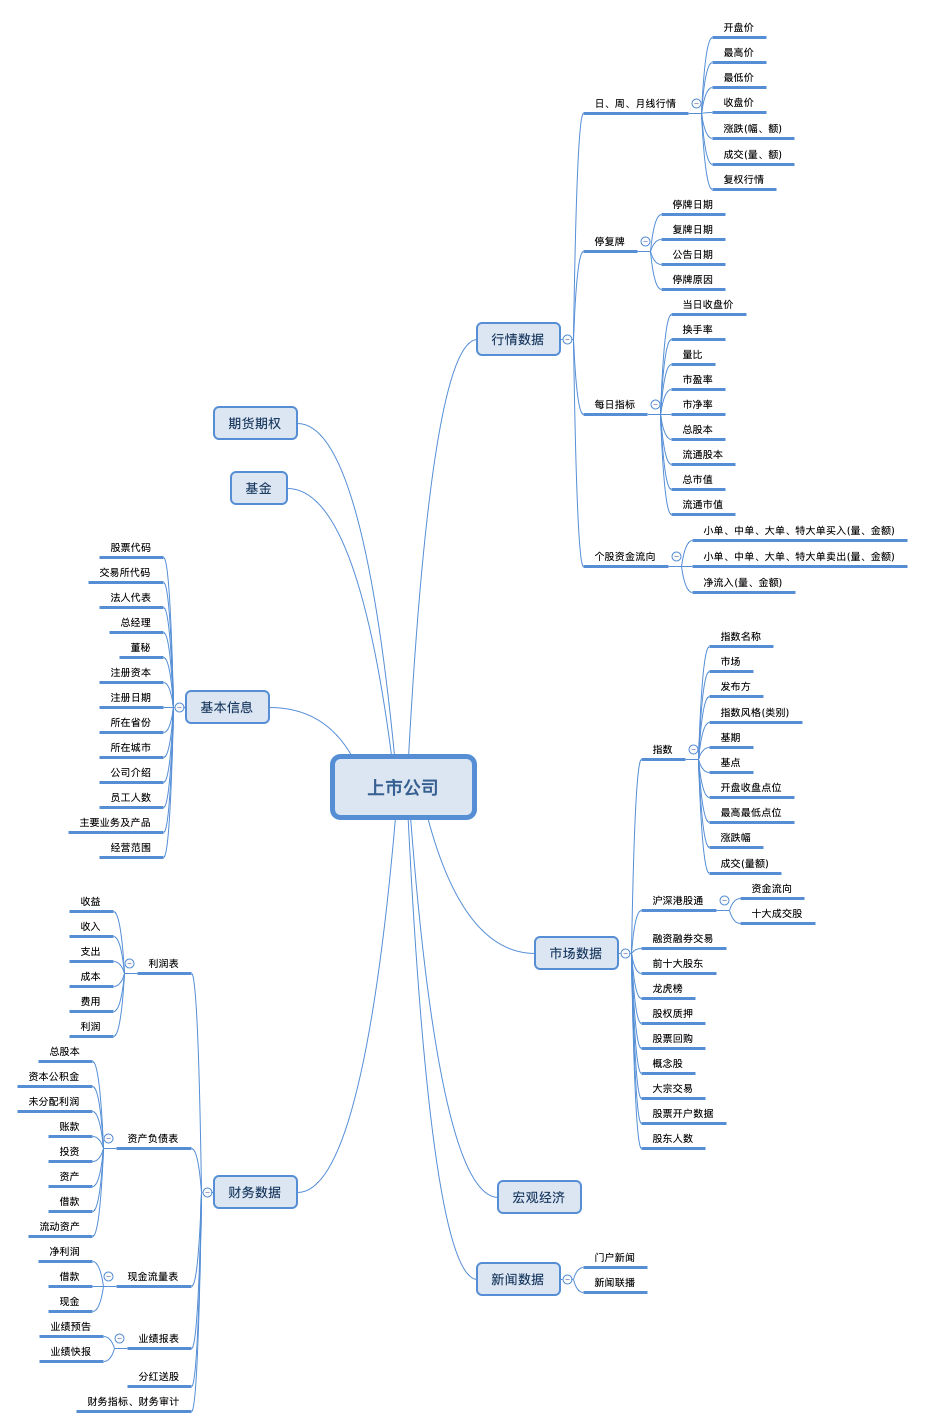 上市公司
行情数据
日、周、月线行情
开盘价
最高价
最低价
收盘价
涨跌(幅、额)
成交(量、额)
复权行情
停复牌
停牌日期
复牌日期
公告日期
停牌原因
每日指标
当日收盘价
换手率
量比
市盈率
市净率
总股本
流通股本
总市值
流通市值
个股资金流向
小单、中单、大单、特大单买入(量、金额)
小单、中单、大单、特大单卖出(量、金额)
净流入(量、金额)
市场数据
指数
指数名称
市场
发布方
指数风格(类别)
基期
基点
开盘收盘点位
最高最低点位
涨跌幅
成交(量额)
沪深港股通
资金流向
十大成交股
融资融券交易
前十大股东
龙虎榜
股权质押
股票回购
概念股
大宗交易
股票开户数据
股东人数
宏观经济
新闻数据
门户新闻
新闻联播
期货期权
基金
基本信息
股票代码
交易所代码
法人代表
总经理
董秘
注册资本
注册日期
所在省份
所在城市
公司介绍
员工人数
主要业务及产品
经营范围
财务数据
利润表
收益
收入
支出
成本
费用
利润
资产负债表
总股本
资本公积金
未分配利润
账款
投资
资产
借款
流动资产
现金流量表
净利润
借款
现金
业绩报表
业绩预告
业绩快报
分红送股
财务指标、财务审计